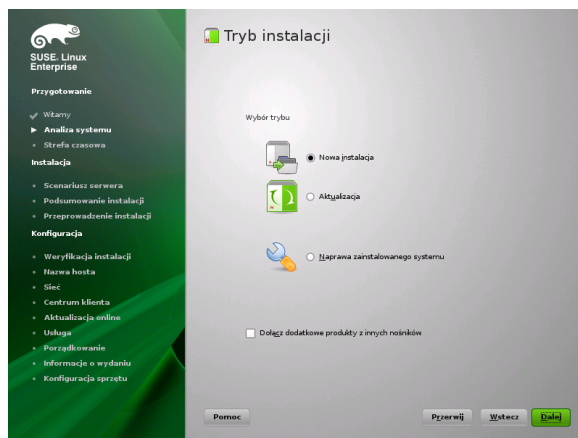 SUSE. Linux
Enterprise
Przygotowanie
Witamy
Analiza systemu
Strefa czasowa
Instalacja
Scenariusz serwera
Podsumowanie instalacji
Przeprowadzenie instalacji
Konfiguracja
Weryfikacja instalacji
Nazwa hosta
Sieć
Centrum klienta
Aktualizacja online
Usługa
Porządkowanie
Informacje o wydaniu
Konfiguracja sprzętu
Tryb instalacji
Wybór trybu
Nowa instalacja
Aktualizacja
Naprawa zainstalowanego systemu
Dołącz dodatkowe produkty z innych nośników
Pomoc
Przerwij
Wstecz
Dalej